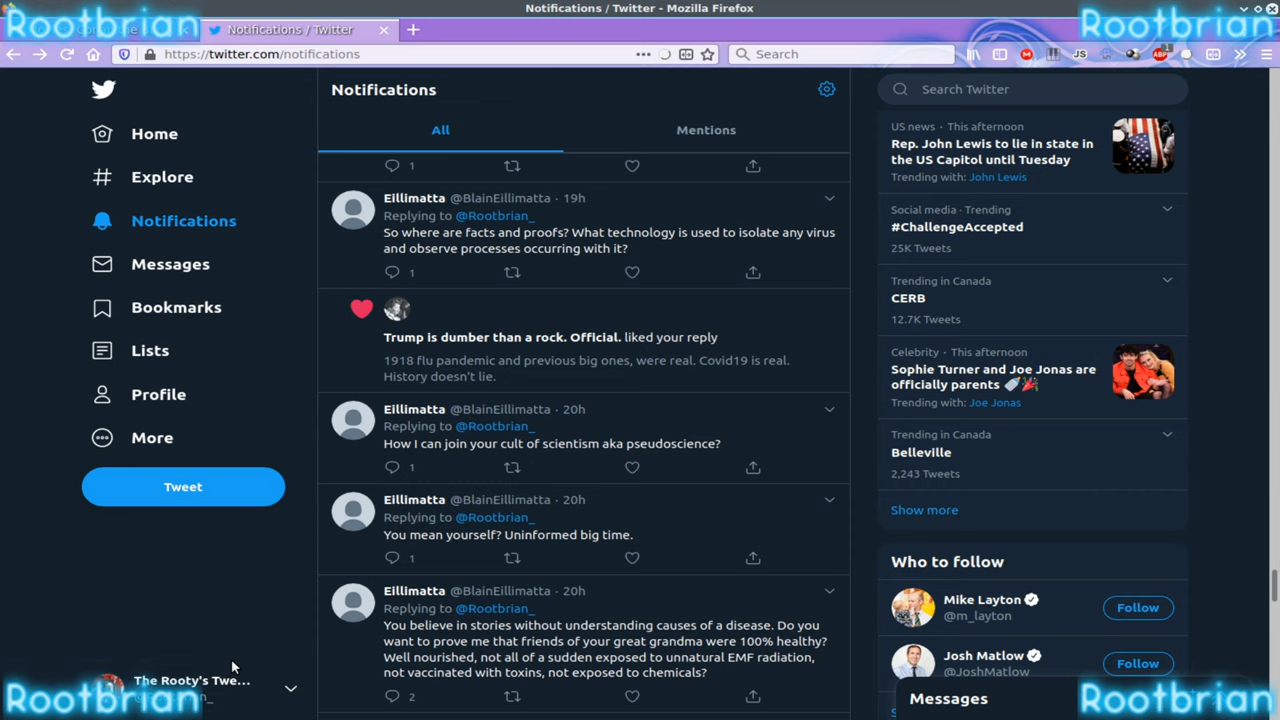 Notifications / Twitter - Mozilla Firefox
Rootbrian
Rootbrian
Notifications / Twitter
https://twitter.com/notifications
Search
JS
ABP
1
Home
Explore
Notifications
Messages
Bookmarks
Lists
Profile
More
Tweet
The Rooty's Twe...
Rootbrian
Notifications
All
Mentions
1
Eillimatta @BlainEillimatta · 19h
Replying to @Rootbrian_
So where are facts and proofs? What technology is used to isolate any virus
and observe processes occurring with it?
1
Trump is dumber than a rock. Official. liked your reply
1918 flu pandemic and previous big ones, were real. Covid19 is real.
History doesn't lie.
Eillimatta @BlainEillimatta · 20h
Replying to @Rootbrian_
How I can join your cult of scientism aka pseudoscience?
1
Eillimatta @BlainEillimatta · 20h
Replying to @Rootbrian_
You mean yourself? Uninformed big time.
1
Eillimatta @BlainEillimatta · 20h
Replying to @Rootbrian_
You believe in stories without understanding causes of a disease. Do you
want to prove me that friends of your great grandma were 100% healthy?
Well nourished, not all of a sudden exposed to unnatural EMF radiation,
not vaccinated with toxins, not exposed to chemicals?
2
Search Twitter
US news · This afternoon
Rep. John Lewis to lie in state in
the US Capitol until Tuesday
Trending with: John Lewis
Social media · Trending
#ChallengeAccepted
25K Tweets
Trending in Canada
CERB
12.7K Tweets
Celebrity · This afternoon
Sophie Turner and Joe Jonas are
officially parents 🍼🎉
Trending with: Joe Jonas
Trending in Canada
Belleville
2,243 Tweets
Show more
Who to follow
Mike Layton
@m_layton
Follow
Josh Matlow
@JoshMatlow
Follow
Messages
Rootbrian